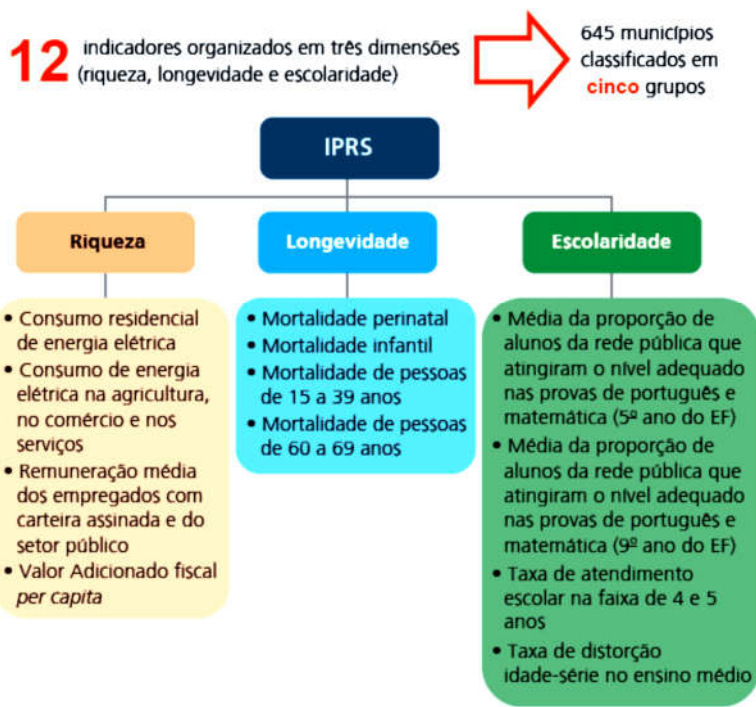 12 indicadores organizados em três dimensões
(riqueza, longevidade e escolaridade)
645 municípios
classificados em
cinco grupos
IPRS
Riqueza
• Consumo residencial
de energia elétrica
• Consumo de energia
elétrica na agricultura,
no comércio e nos
serviços
• Remuneração média
dos empregados com
carteira assinada e do
setor público
• Valor Adicionado fiscal
per capita
Longevidade
• Mortalidade perinatal
• Mortalidade infantil
• Mortalidade de pessoas
de 15 a 39 anos
• Mortalidade de pessoas
de 60 a 69 anos
Escolaridade
• Média da proporção de
alunos da rede pública que
atingiram o nível adequado
nas provas de português e
matemática (5º ano do EF)
• Média da proporção de
alunos da rede pública que
atingiram o nível adequado
nas provas de português e
matemática (9º ano do EF)
• Taxa de atendimento
escolar na faixa de 4 e 5
anos
• Taxa de distorção
idade-série no ensino médio